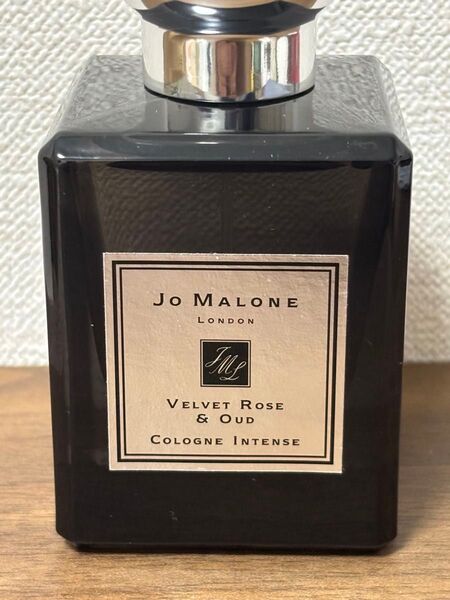 Jo Malone
London
JML
Velvet Rose
& Oud
Cologne Intense